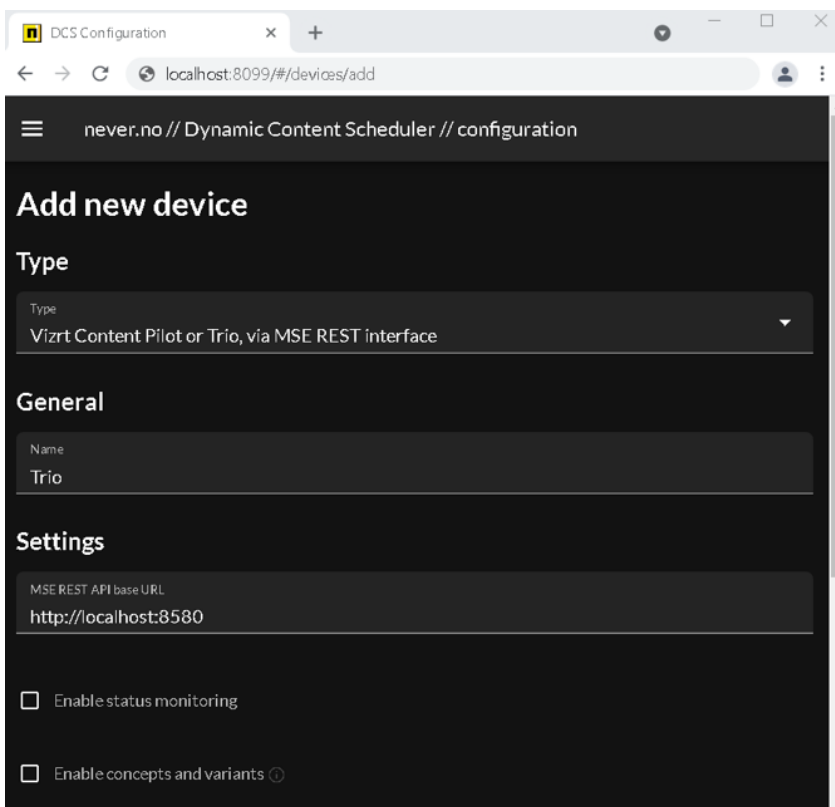 n DCS Configuration
localhost:8099/#/devices/add
never.no // Dynamic Content Scheduler // configuration
Add new device
Type
Type
Vizrt Content Pilot or Trio, via MSE REST interface
General
Name
Trio
Settings
MSE REST API base URL
http://localhost:8580
Enable status monitoring
Enable concepts and variants